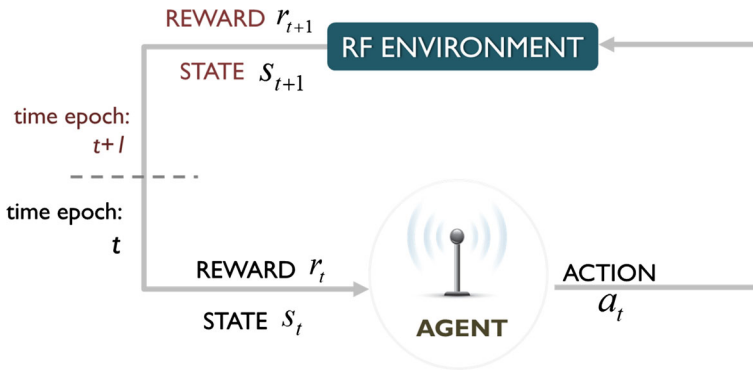 REWARD r_{t+1}
RF ENVIRONMENT
STATE s_{t+1}
time epoch:
t+1
time epoch:
t
REWARD r_t
STATE s_t
AGENT
ACTION
a_t